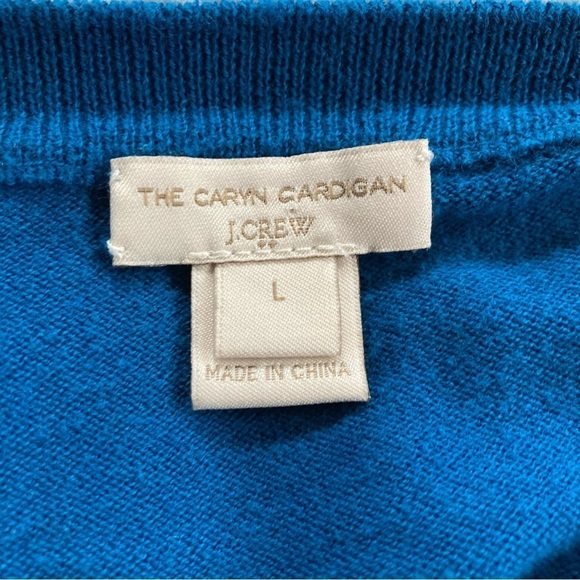 THE CARYN CARDIGAN
J.CREW
L
MADE IN CHINA